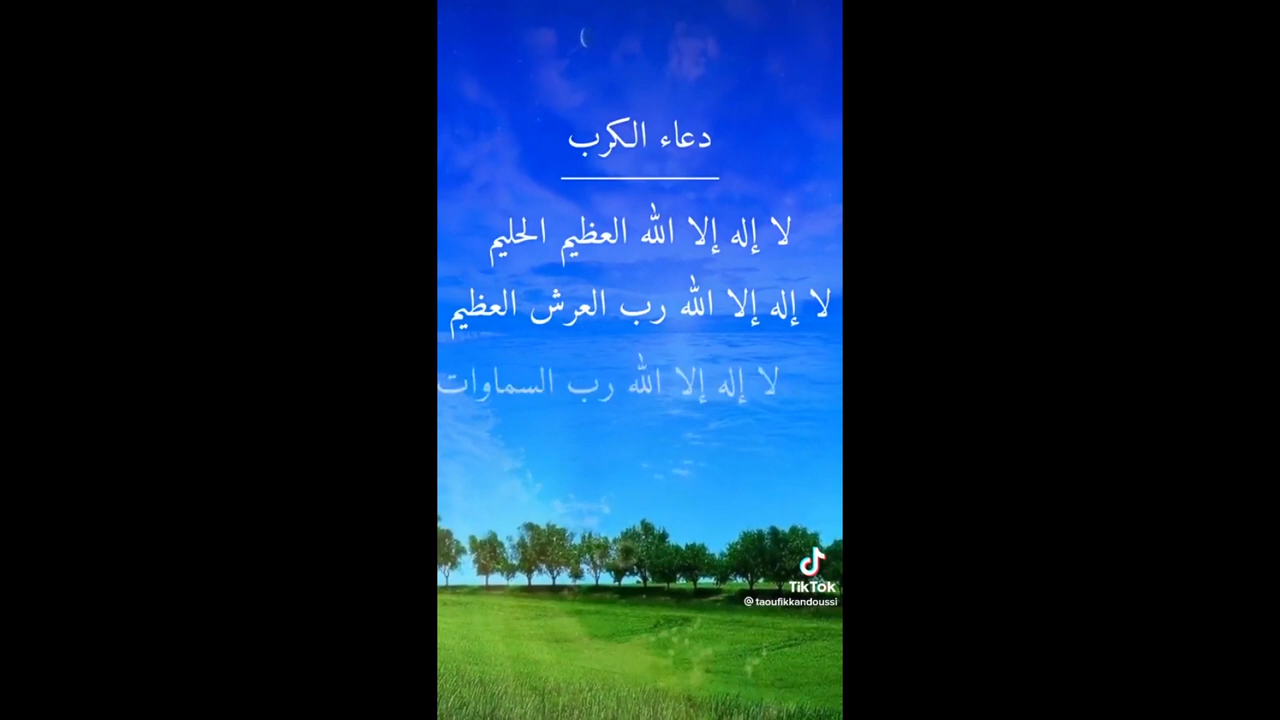 دعاء الكرب
لا إله إلا الله العظيم الحليم
لا إله إلا الله رب العرش العظيم
لا إله إلا الله رب السماوات
TikTok
@taoufikkandoussi